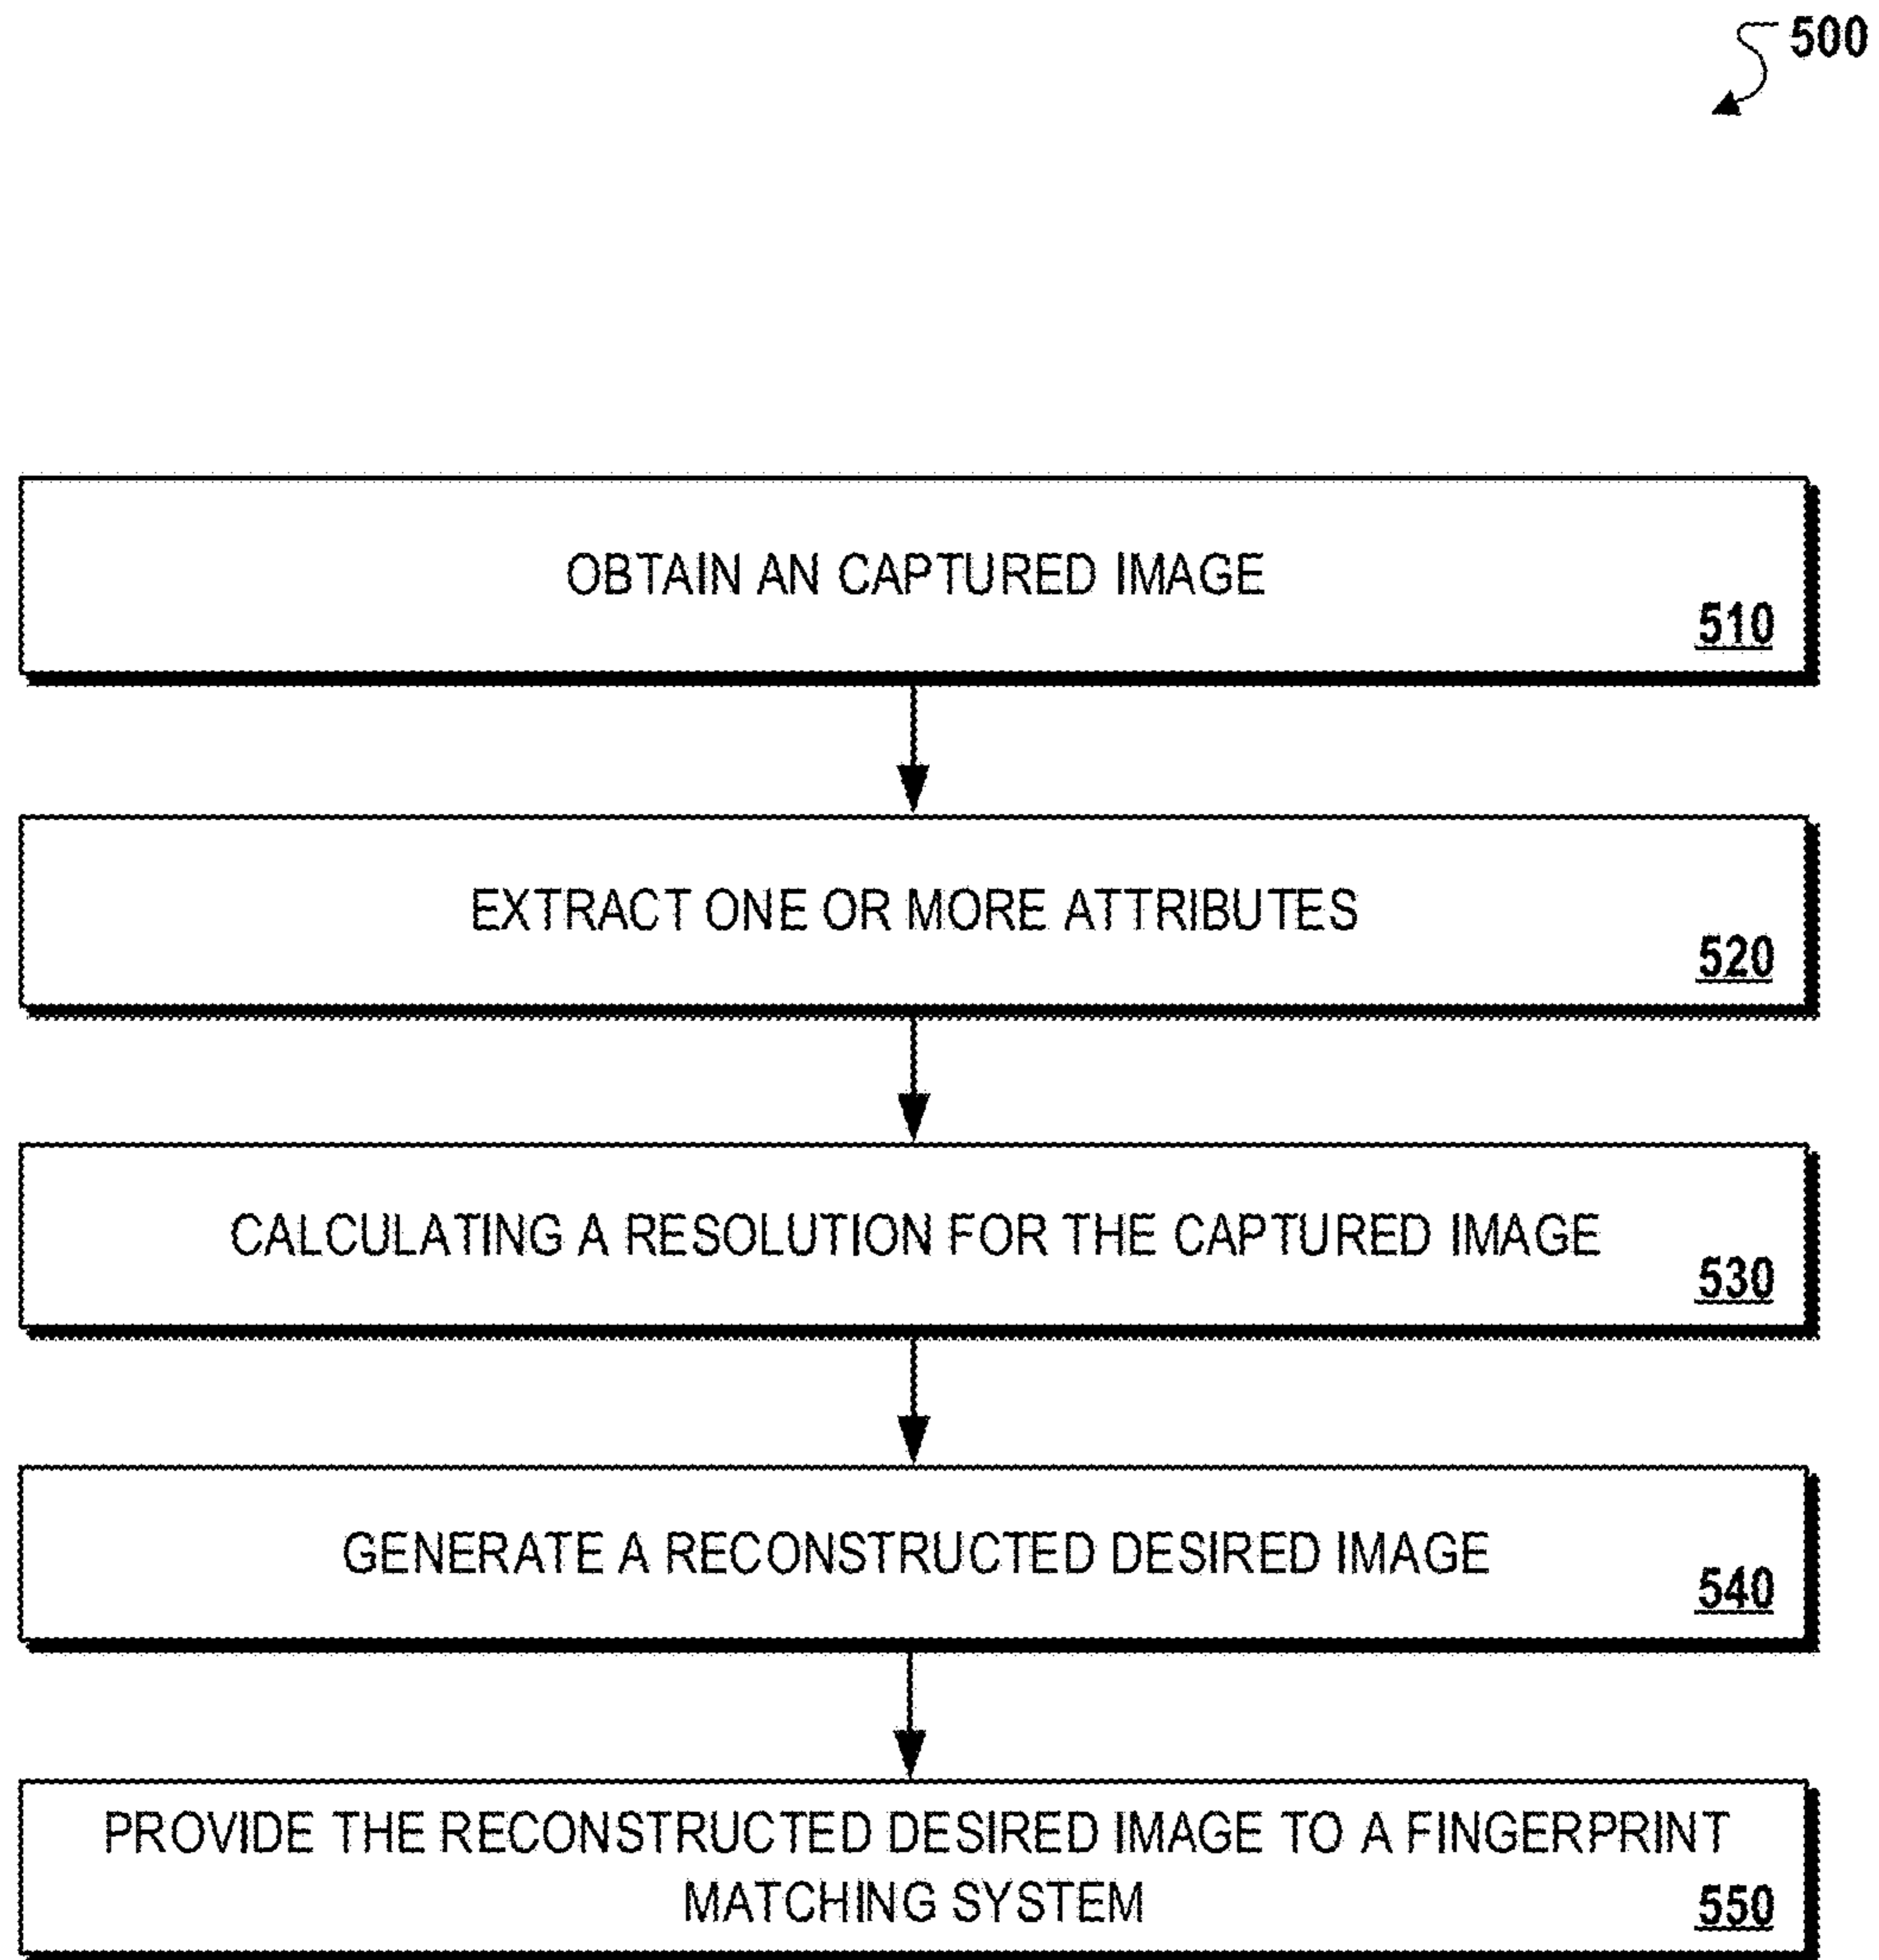 500
OBTAIN AN CAPTURED IMAGE
510
EXTRACT ONE OR MORE ATTRIBUTES
520
CALCULATING A RESOLUTION FOR THE CAPTURED IMAGE
530
GENERATE A RECONSTRUCTED DESIRED IMAGE
540
PROVIDE THE RECONSTRUCTED DESIRED IMAGE TO A FINGERPRINT
MATCHING SYSTEM
550